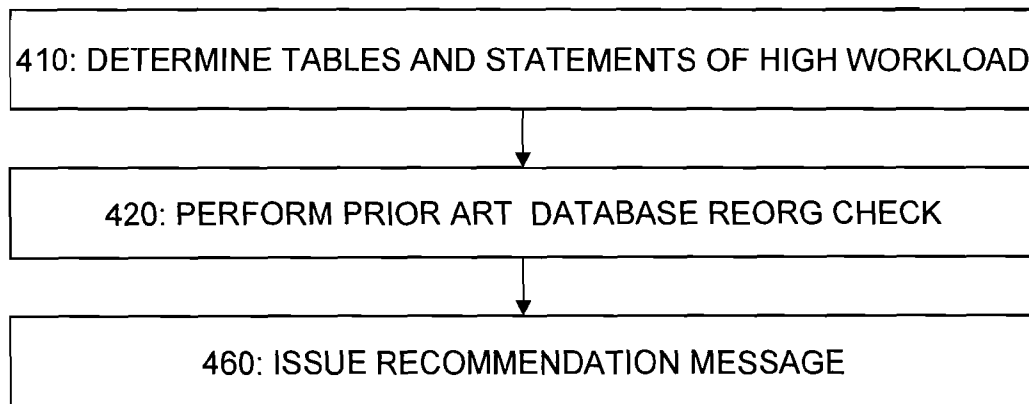 410: DETERMINE TABLES AND STATEMENTS OF HIGH WORKLOAD
420: PERFORM PRIOR ART DATABASE REORG CHECK
460: ISSUE RECOMMENDATION MESSAGE